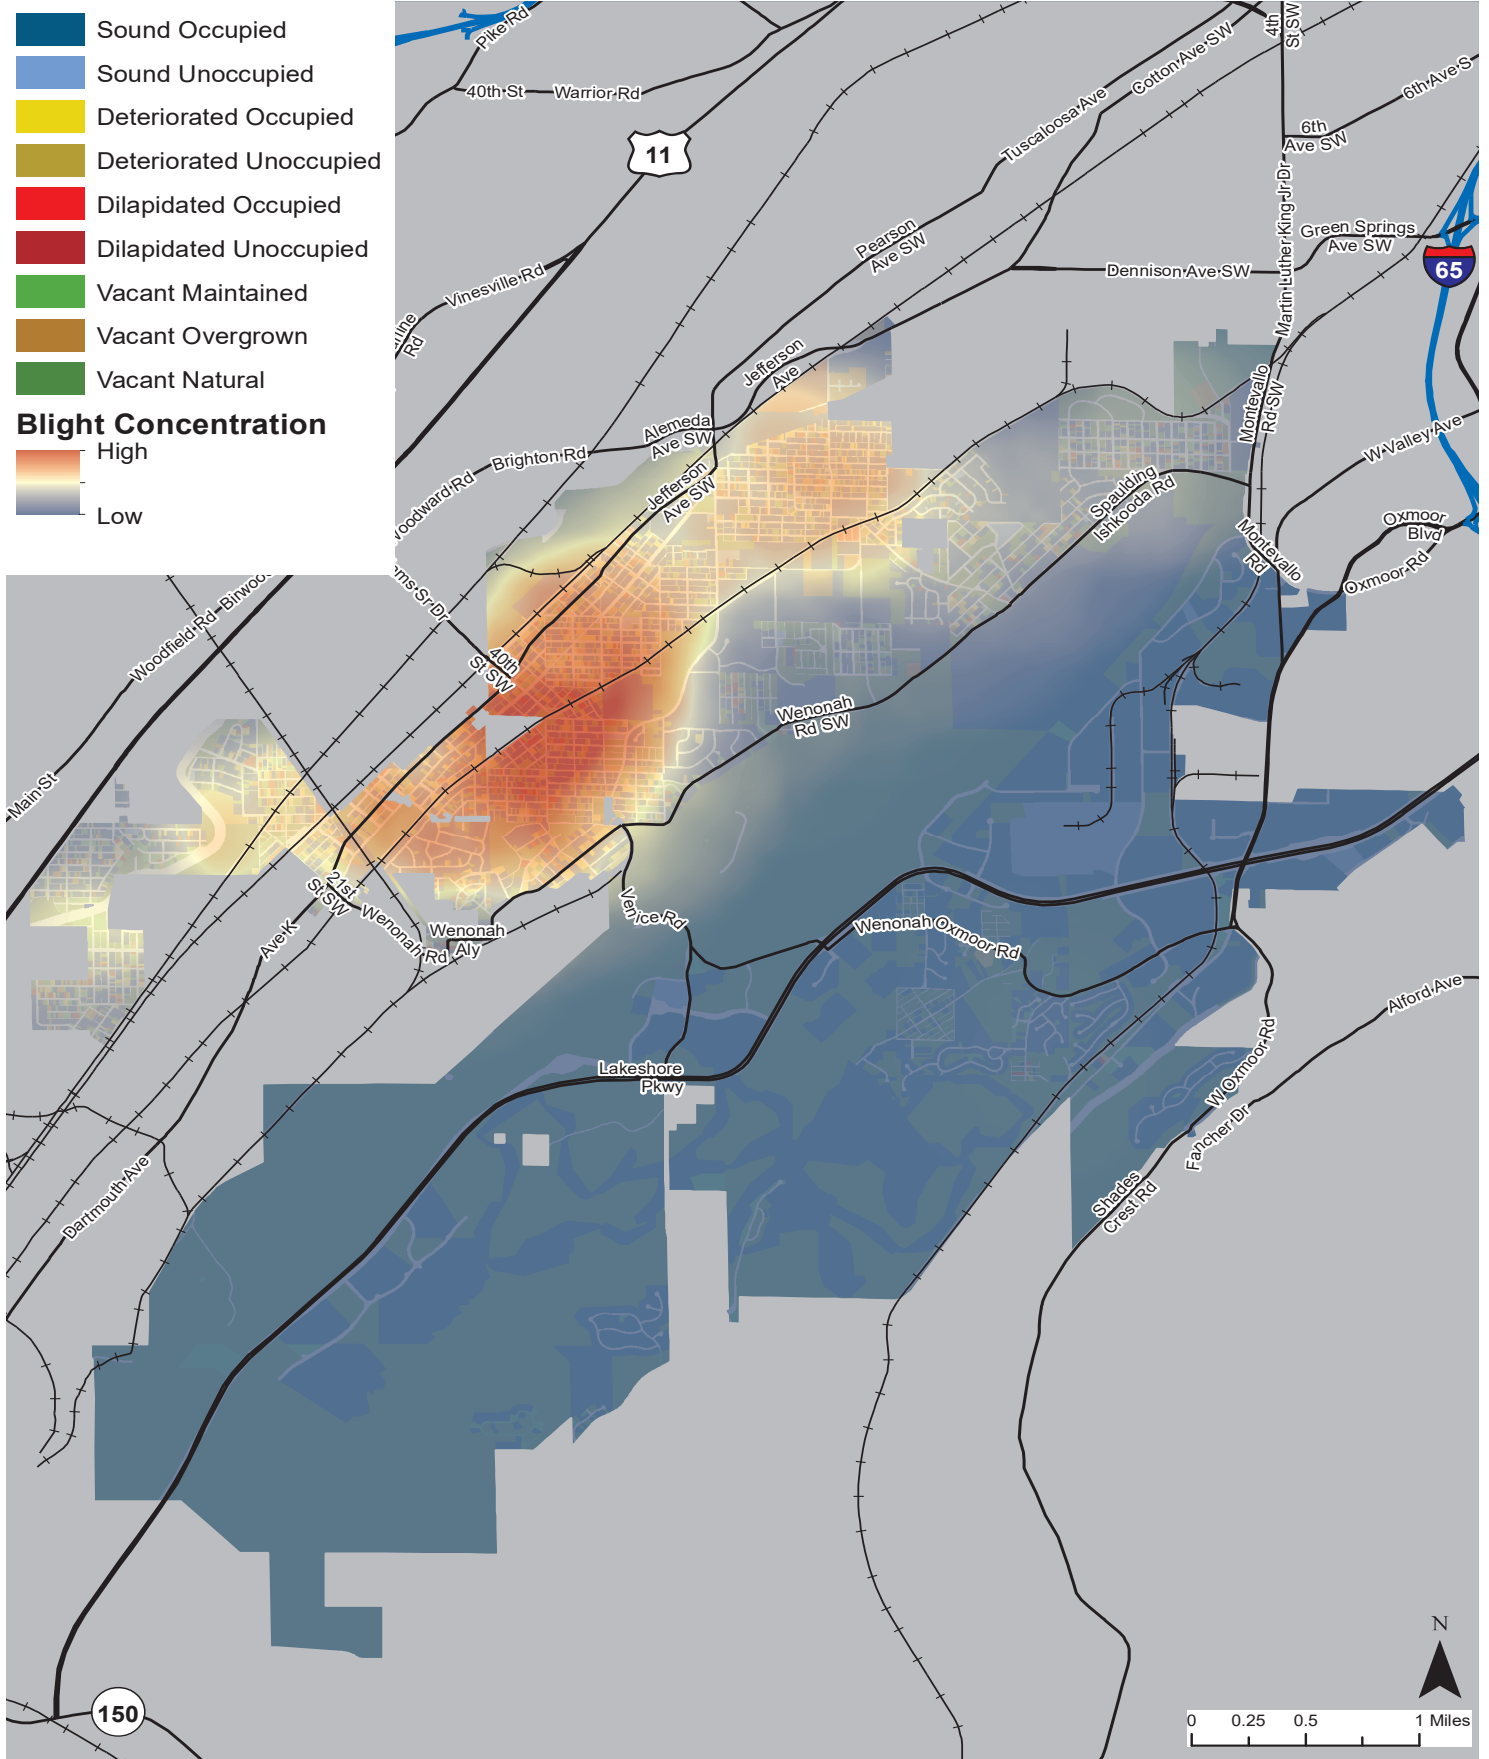 Sound Occupied
Sound Unoccupied
Deteriorated Occupied
Deteriorated Unoccupied
Dilapidated Occupied
Dilapidated Unoccupied
Vacant Maintained
Vacant Overgrown
Vacant Natural
Blight Concentration
High
Low
Pike Rd
40th St
Warrior Rd
11
4th
St SW
Cotton Ave SW
Tuscaloosa Ave
6th Ave S
6th
Ave SW
Martin Luther King Jr Dr
Green Springs
Ave SW
65
Pearson
Ave SW
Dennison Ave SW
Vinesville Rd
Rd
Jefferson
Ave
Alemeda
Ave SW
Brighton Rd
Woodward Rd
Jefferson
Ave SW
Montevallo
Rd SW
W Valley Ave
Spaulding
Ishkooda Rd
Oxmoor
Blvd
Oxmoor Rd
Montevallo
Rd
ams Sr Dr
Woodfield Rd
Birwood
40th
St SW
Wenonah
Rd SW
Main St
21st
St SW
Wenonah Rd
Wenonah
Aly
Ave K
Venice Rd
Wenonah Oxmoor Rd
Alford Ave
Lakeshore
Pkwy
W Oxmoor Rd
Fancher Dr
Shades
Crest Rd
Dartmouth Ave
150
N
0 0.25 0.5 1 Miles